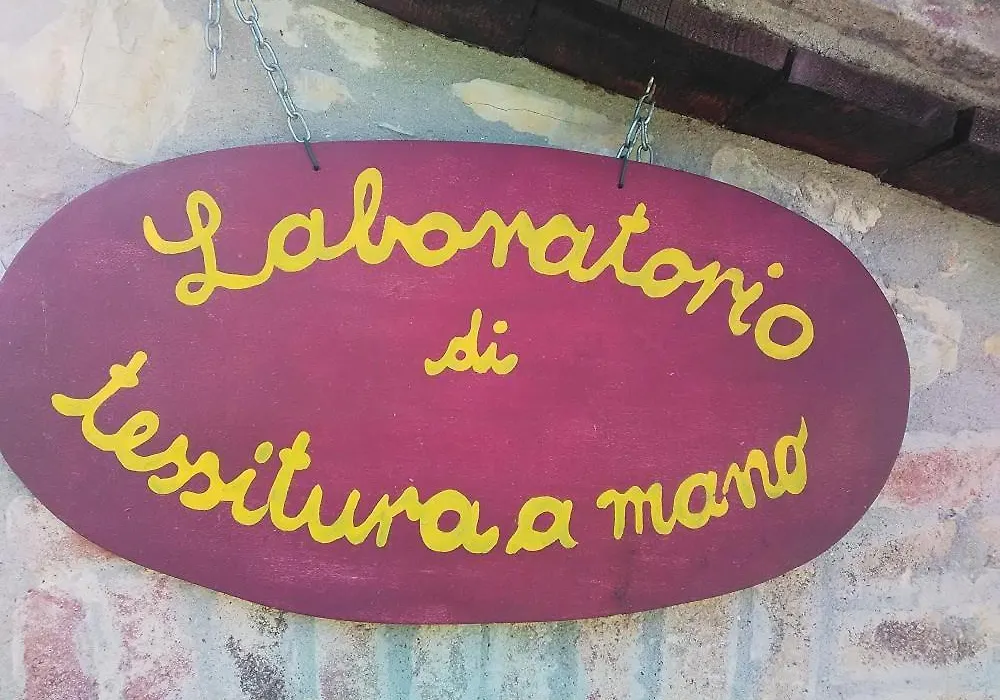 Laboratorio
di
tessitura a mano